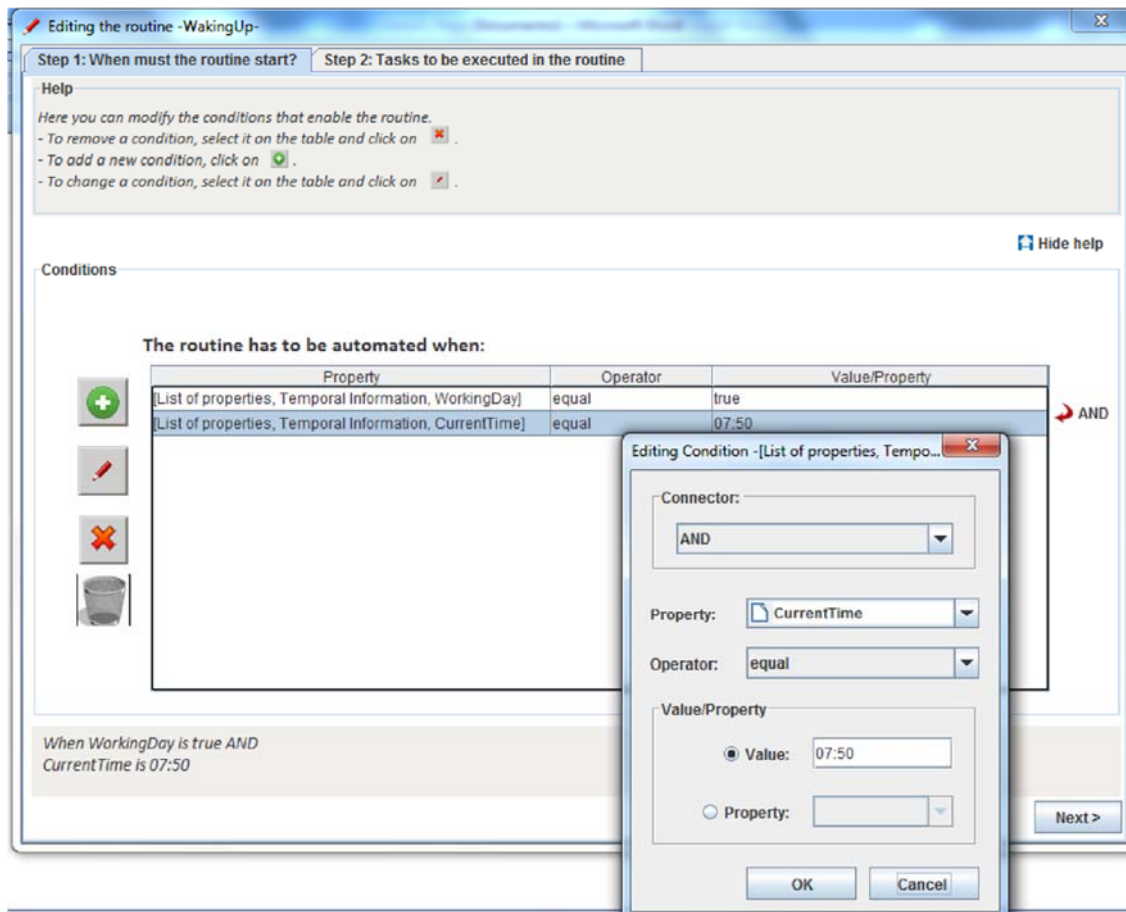 Editing the routine -WakingUp-
Step 1: When must the routine start?
Step 2: Tasks to be executed in the routine
Help
Here you can modify the conditions that enable the routine.
- To remove a condition, select it on the table and click on .
- To add a new condition, click on .
- To change a condition, select it on the table and click on .
Hide help
Conditions
The routine has to be automated when:
Property Operator Value/Property
[List of properties, Temporal Information, WorkingDay] equal true
[List of properties, Temporal Information, CurrentTime] equal 07:50
AND
Editing Condition -[List of properties, Tempo...
Connector:
AND
Property: CurrentTime
Operator: equal
Value/Property
Value: 07:50
Property:
OK Cancel
When WorkingDay is true AND
CurrentTime is 07:50
Next >